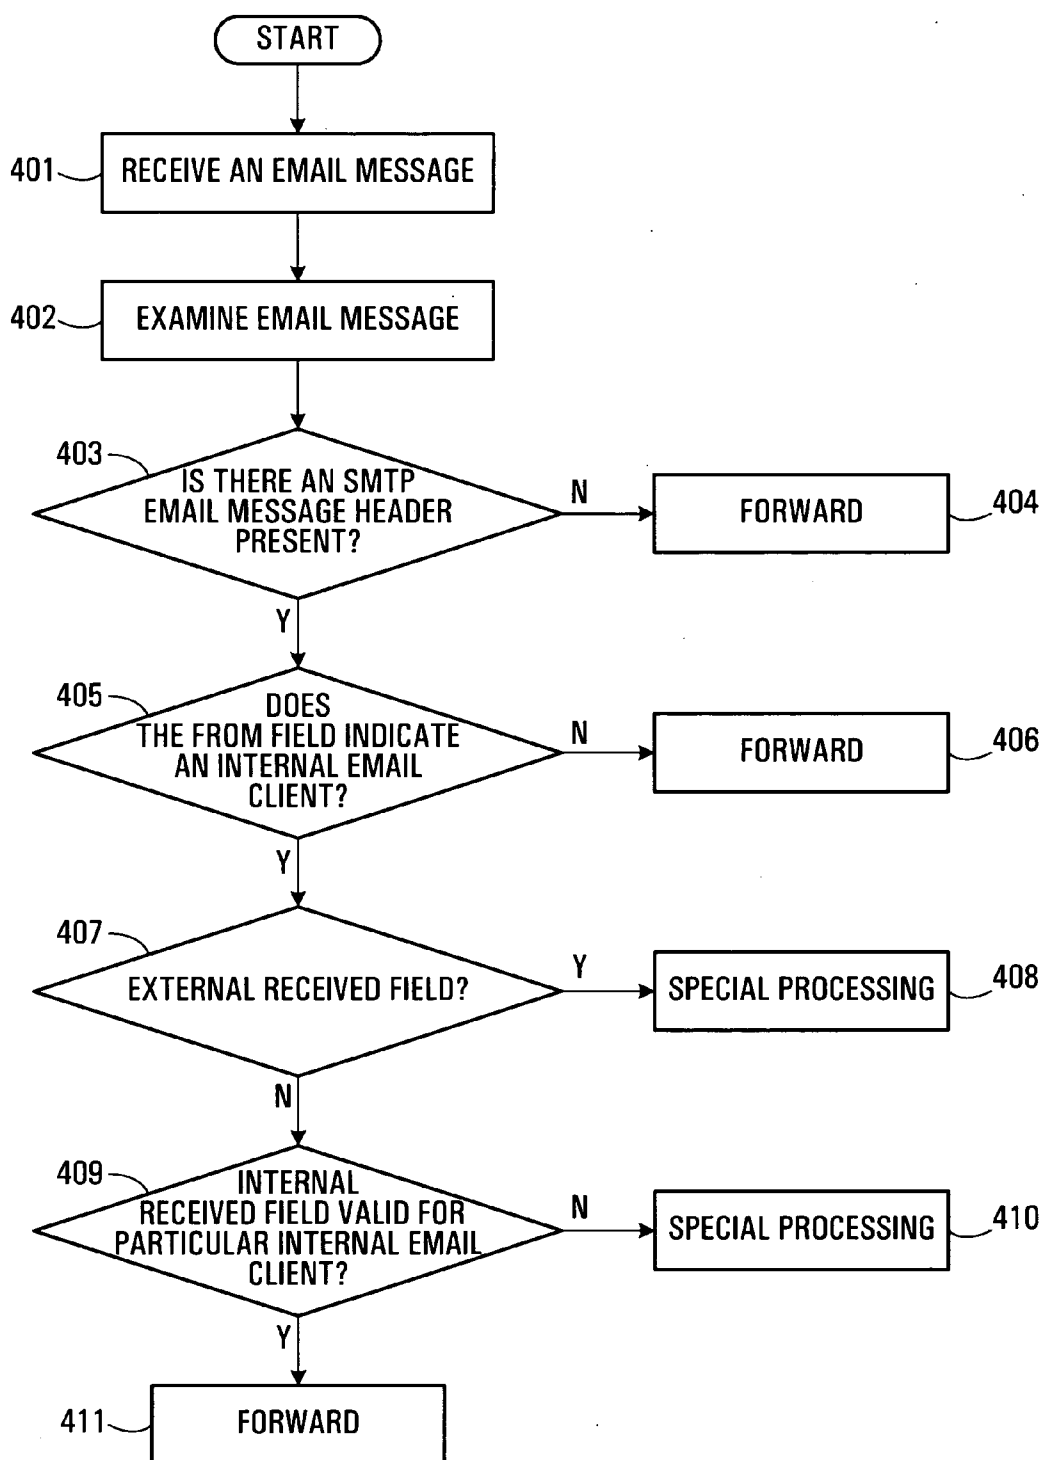 START
401
RECEIVE AN EMAIL MESSAGE
402
EXAMINE EMAIL MESSAGE
403
IS THERE AN SMTP
EMAIL MESSAGE HEADER
PRESENT?
N
FORWARD
404
Y
405
DOES
THE FROM FIELD INDICATE
AN INTERNAL EMAIL
CLIENT?
N
FORWARD
406
Y
407
EXTERNAL RECEIVED FIELD?
Y
SPECIAL PROCESSING
408
N
409
INTERNAL
RECEIVED FIELD VALID FOR
PARTICULAR INTERNAL EMAIL
CLIENT?
N
SPECIAL PROCESSING
410
Y
411
FORWARD